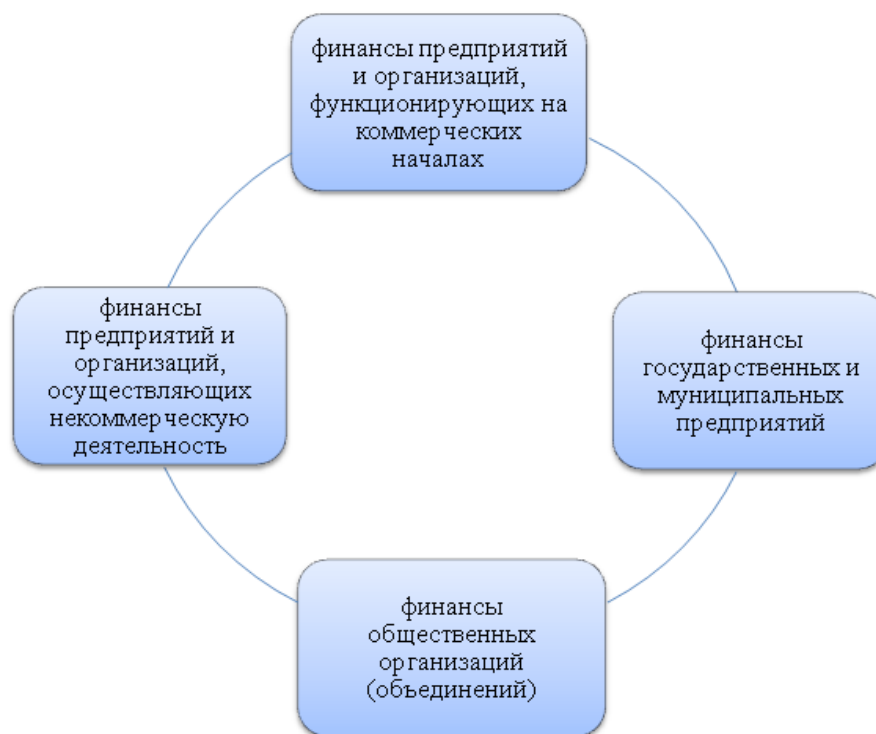 финансы предприятий
и организаций,
функционирующих на
коммерческих
началах
финансы
государственных и
муниципальных
предприятий
финансы
общественных
организаций
(объединений)
финансы
предприятий и
организаций,
осуществляющих
некоммерческую
деятельность